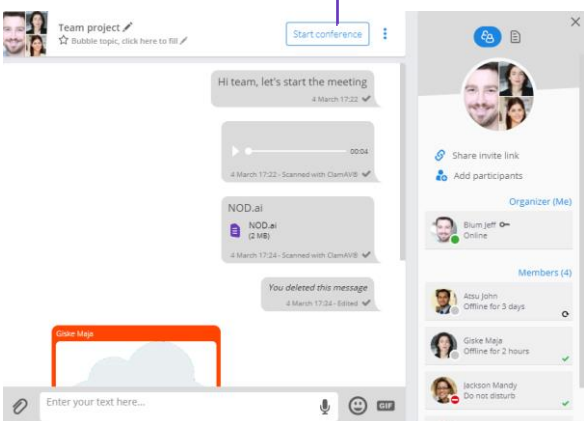 Team project
Bubble topic, click here to fill
Start conference
Hi team, let's start the meeting
4 March 17:22
00:04
4 March 17:22 - Scanned with ClamAV®
NOD.ai
NOD.ai
(2 MB)
4 March 17:24 - Scanned with ClamAV®
You deleted this message
4 March 17:24 - Edited
Giske Maja
Enter your text here...
GIF
Share invite link
Add participants
Organizer (Me)
Blum Jeff
Online
Members (4)
Atsu John
Offline for 3 days
Giske Maja
Offline for 2 hours
Jackson Mandy
Do not disturb